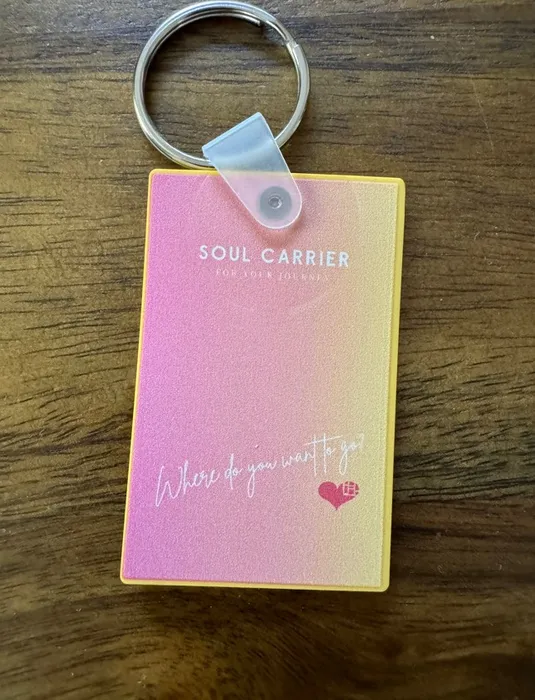 SOUL CARRIER
FOR YOUR JOURNEY
Where do you want to go?